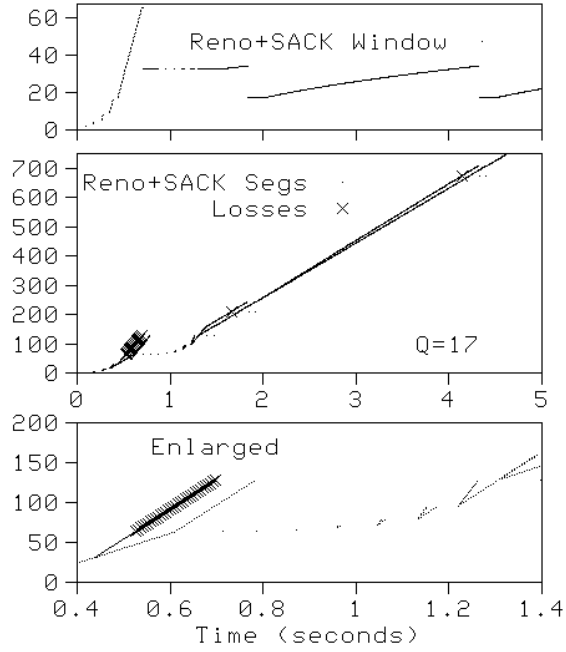 60
Reno+SACK Window
40
20
0
700
Reno+SACK Segs
600
Losses
500
400
300
200
100
Q=17
0
0 1 2 3 4 5
200
Enlarged
150
100
50
0
0.4 0.6 0.8 1 1.2 1.4
Time (seconds)